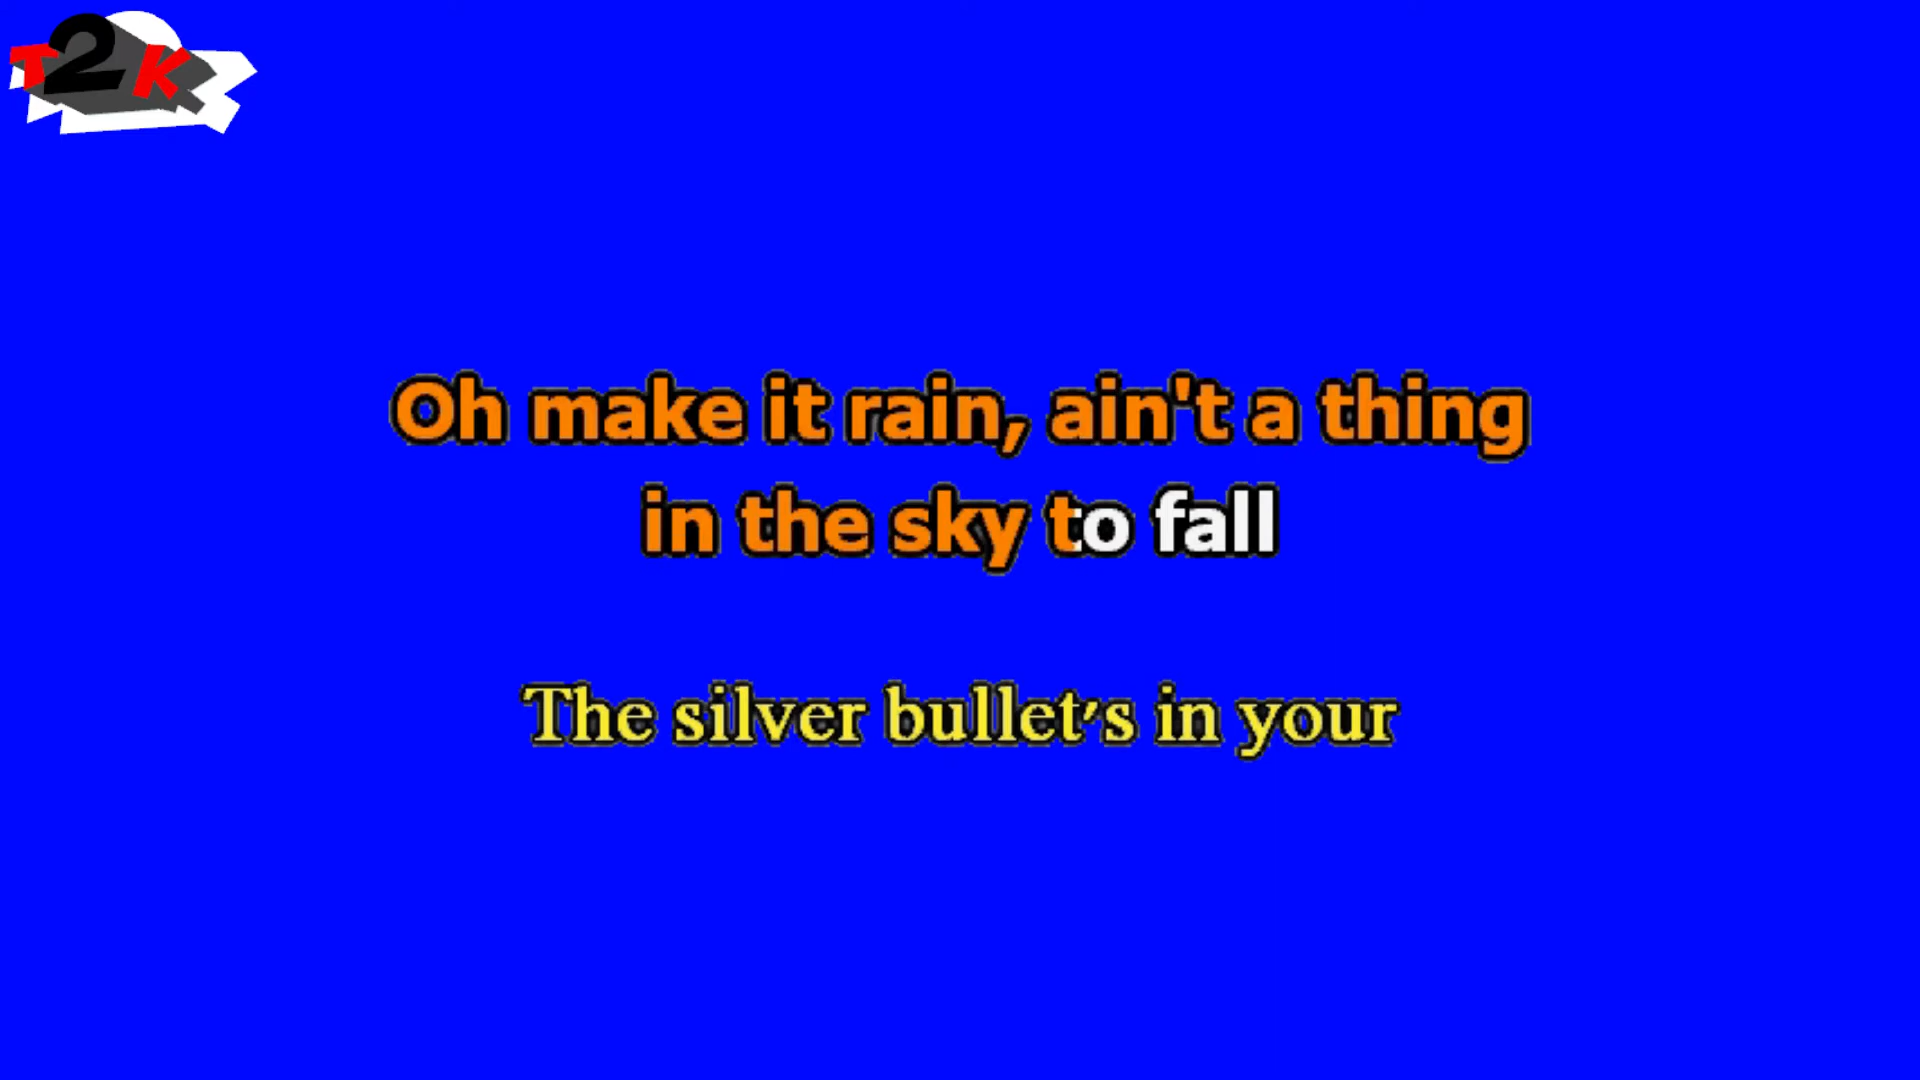 T2K
Oh make it rain, ain't a thing
in the sky to fall
The silver bullet's in your